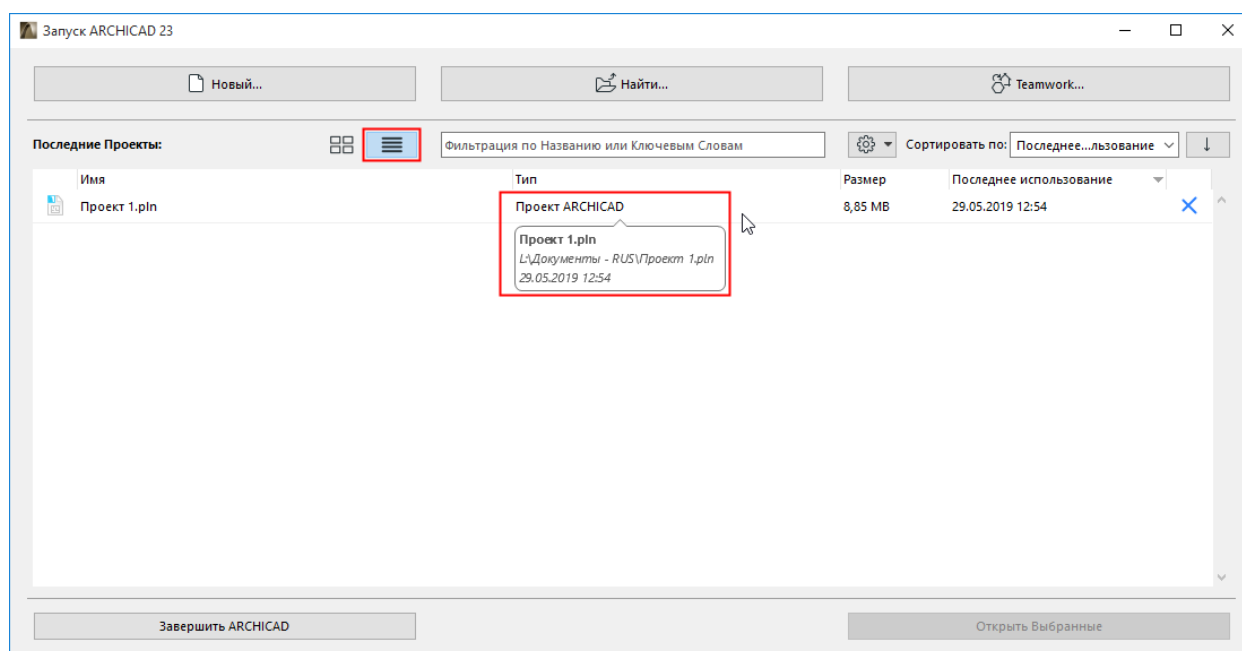 Запуск ARCHICAD 23
Новый...
Найти...
Teamwork...
Последние Проекты:
Фильтрация по Названию или Ключевым Словам
Сортировать по:
Последнее...льзование
Имя
Тип
Размер
Последнее использование
Проект 1.pln
Проект ARCHICAD
8,85 MB
29.05.2019 12:54
Проект 1.pln
L:\Документы - RUS\Проект 1.pln
29.05.2019 12:54
Завершить ARCHICAD
Открыть Выбранные